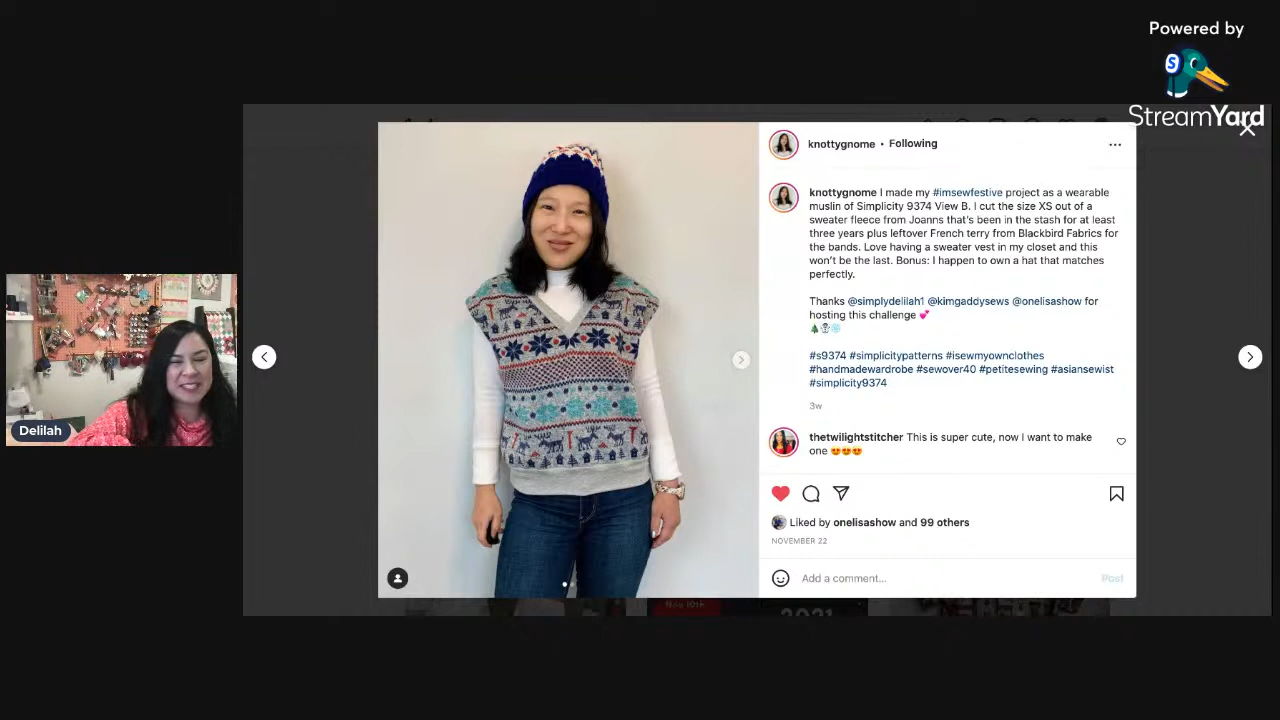 Powered by
StreamYard
Delilah
knottygnome • Following
knottygnome I made my #imsewfestive project as a wearable
muslin of Simplicity 9374 View B. I cut the size XS out of a
sweater fleece from Joanns that's been in the stash for at least
three years plus leftover French terry from Blackbird Fabrics for
the bands. Love having a sweater vest in my closet and this
won't be the last. Bonus: I happen to own a hat that matches
perfectly.
Thanks @simplydelilah1 @kimgaddysews @onelisashow for
hosting this challenge 💕
🎄☃️❄️
#s9374 #simplicitypatterns #isewmyownclothes
#handmadewardrobe #sewover40 #petitesewing #asiansewist
#simplicity9374
3w
thetwilightstitcher This is super cute, now I want to make
one 😍😍😍
Liked by onelisashow and 99 others
NOVEMBER 22
Add a comment...
Post
Nov 10th
2021